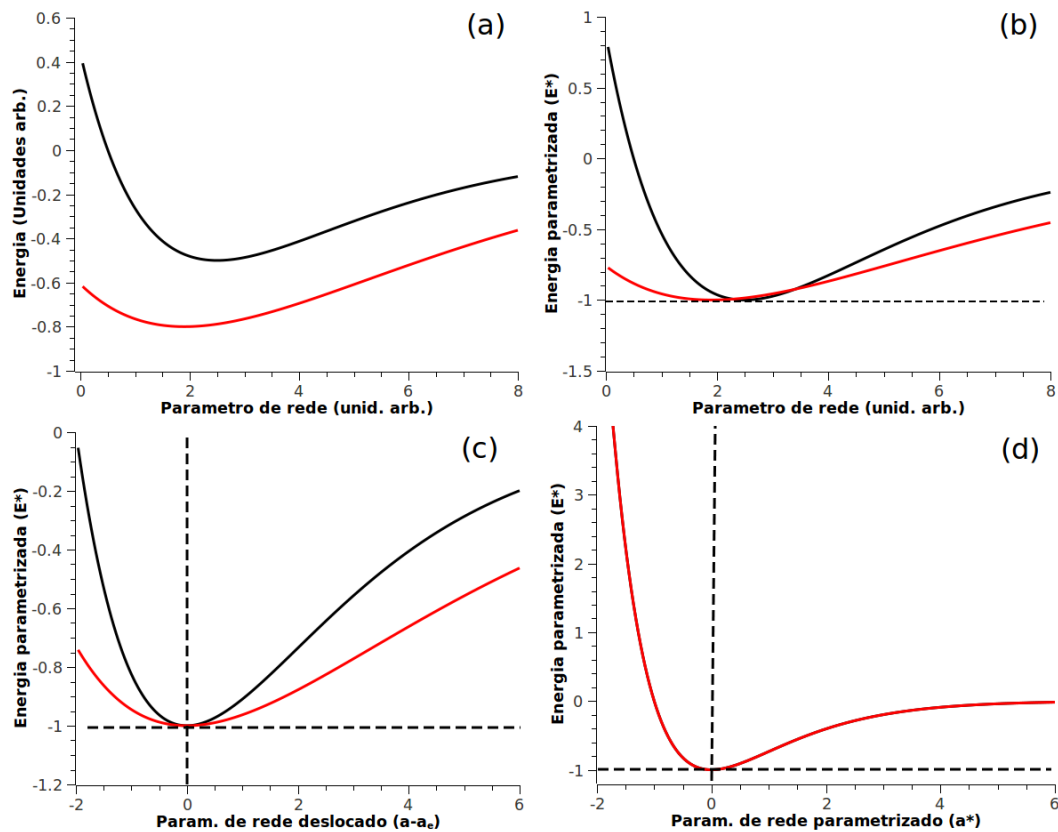 (a)
Energia (Unidades arb.)
0.6
0.4
0.2
0
-0.2
-0.4
-0.6
-0.8
-1
0 2 4 6 8
Parametro de rede (unid. arb.)
(b)
Energia parametrizada (E*)
1
0.5
0
-0.5
-1
-1.5
0 2 4 6 8
Parametro de rede (unid. arb.)
(c)
Energia parametrizada (E*)
0
-0.2
-0.4
-0.6
-0.8
-1
-1.2
-2 0 2 4 6
Param. de rede deslocado (a-aₑ)
(d)
Energia parametrizada (E*)
4
3
2
1
0
-1
-2 0 2 4 6
Param. de rede parametrizado (a*)